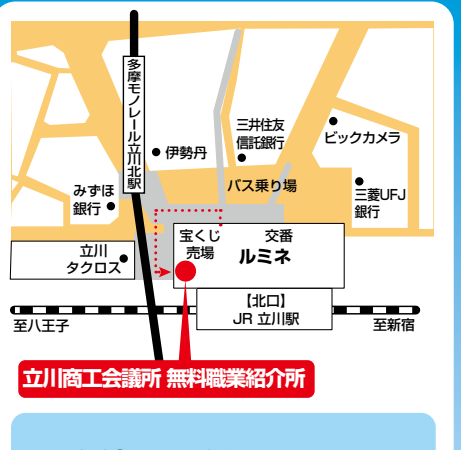 多摩モノレール立川北駅
伊勢丹
三井住友
信託銀行
ビックカメラ
みずほ
銀行
バス乗り場
三菱UFJ
銀行
立川
タクロス
宝くじ
売場
交番
ルミネ
【北口】
JR 立川駅
至八王子
至新宿
立川商工会議所 無料職業紹介所